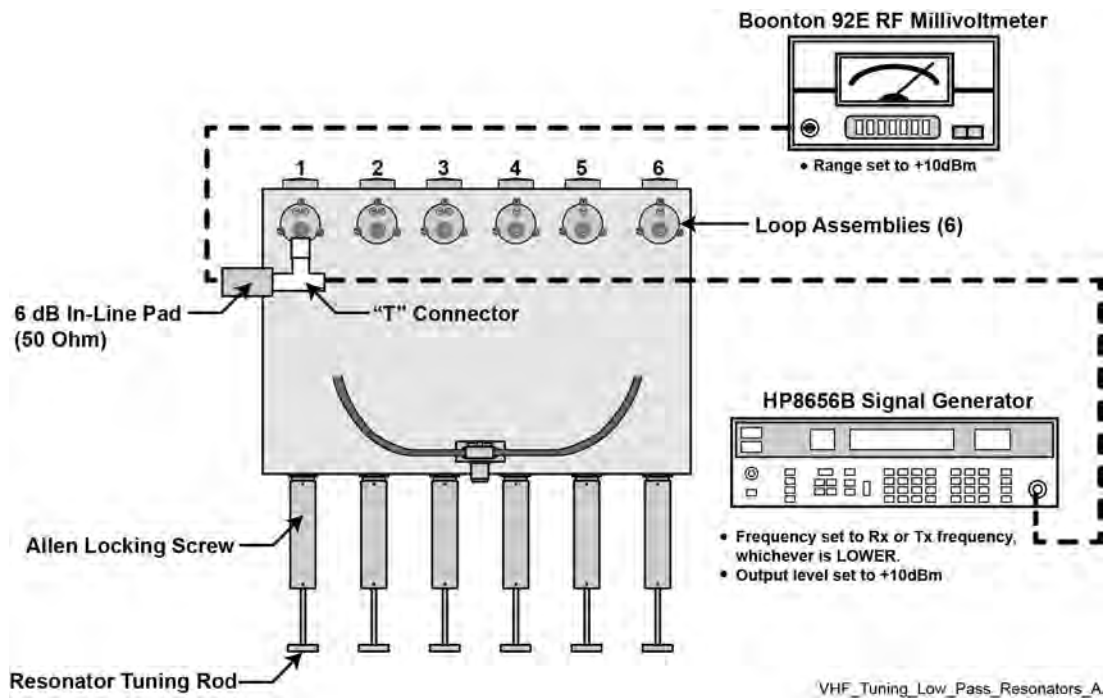 Boonton 92E RF Millivoltmeter
• Range set to +10dBm
1 2 3 4 5 6
Loop Assemblies (6)
6 dB In-Line Pad
(50 Ohm)
“T” Connector
HP8656B Signal Generator
• Frequency set to Rx or Tx frequency,
whichever is LOWER.
• Output level set to +10dBm
Allen Locking Screw
Resonator Tuning Rod
VHF_Tuning_Low_Pass_Resonators_A